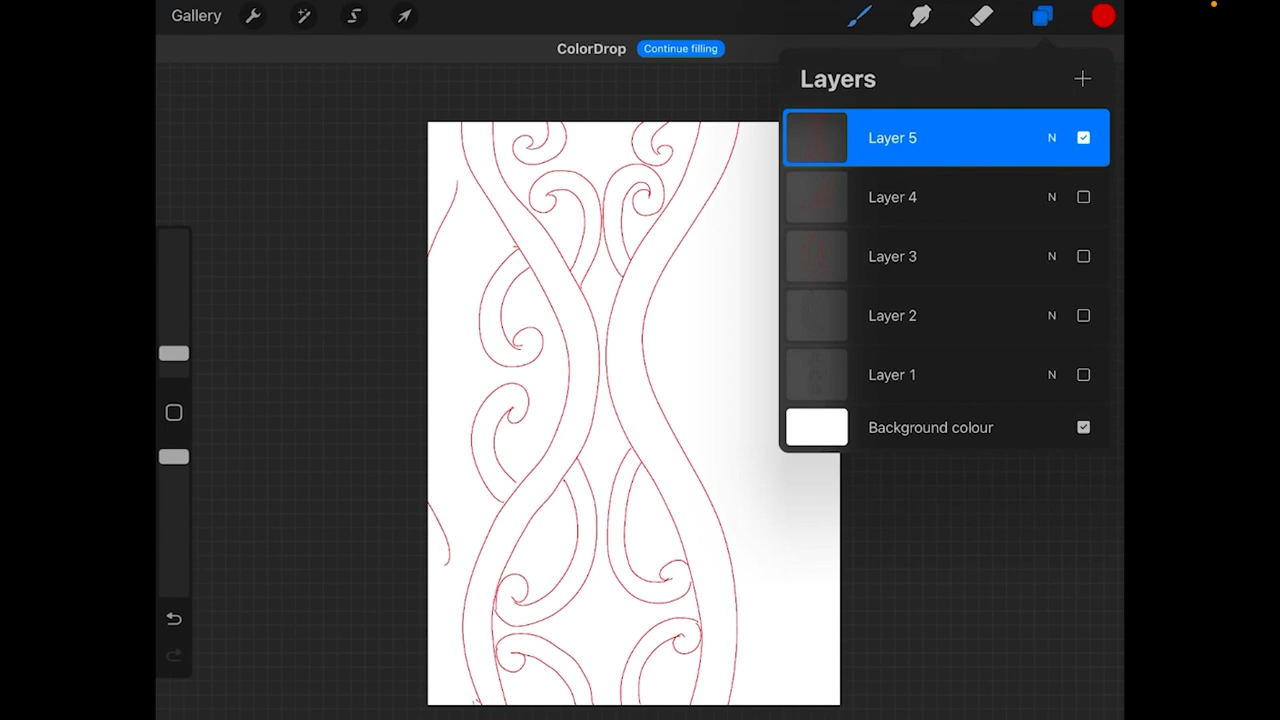 Gallery
ColorDrop Continue filling
Layers
Layer 5 N
Layer 4 N
Layer 3 N
Layer 2 N
Layer 1 N
Background colour